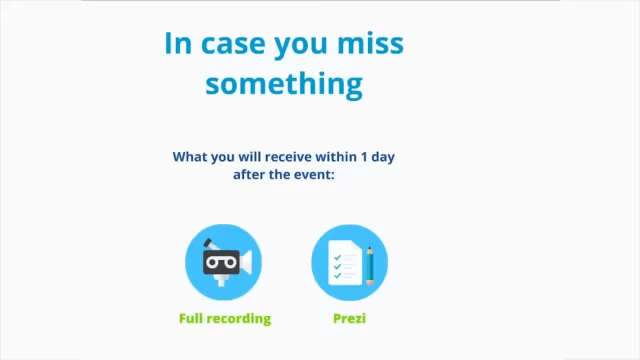 In case you miss
something
What you will receive within 1 day
after the event:
Full recording
Prezi